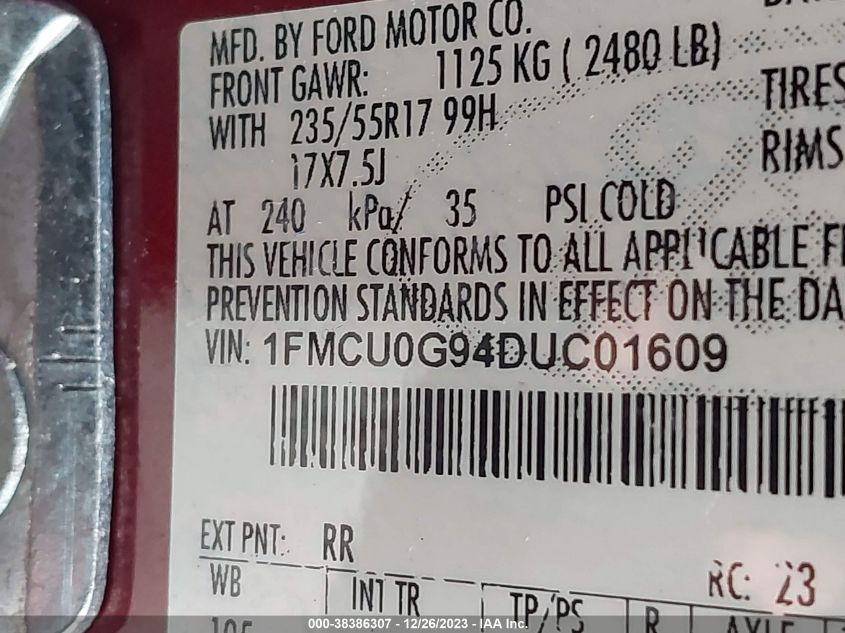 MFD. BY FORD MOTOR CO.
FRONT GAWR: 1125 KG ( 2480 LB)
WITH 235/55R17 99H
TIRES
17X7.5J
RIMS
AT 240 kPa/ 35 PSI COLD
THIS VEHICLE CONFORMS TO ALL APPLICABLE
PREVENTION STANDARDS IN EFFECT ON THE
VIN: 1FMCU0G94DUC01609
EXT PNT: RR
RC: 23
WB INT TR TP/PS R AXLE
000-38386307 - 12/26/2023 - IAA Inc.